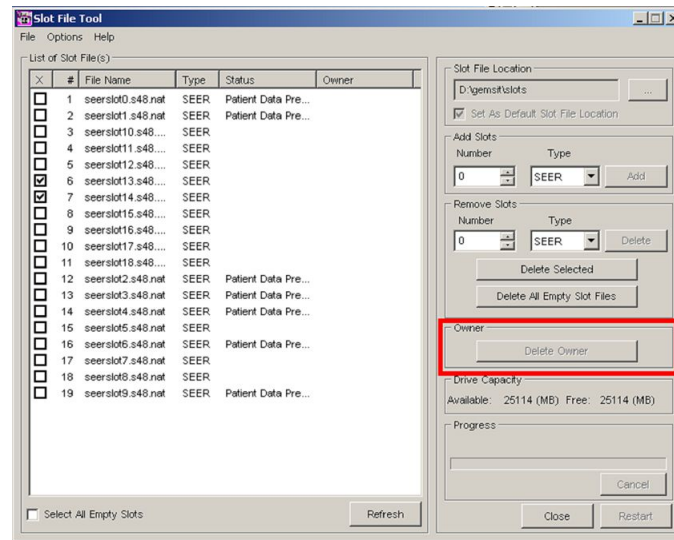 Slot File Tool
File Options Help
List of Slot File(s)
X # File Name Type Status Owner
1 seerslot0.s48.nat SEER Patient Data Pre...
2 seerslot1.s48.nat SEER Patient Data Pre...
3 seerslot10.s48.... SEER
4 seerslot11.s48.... SEER
5 seerslot12.s48.... SEER
6 seerslot13.s48.... SEER
7 seerslot14.s48.... SEER
8 seerslot15.s48.... SEER
9 seerslot16.s48.... SEER
10 seerslot17.s48.... SEER
11 seerslot18.s48.... SEER
12 seerslot2.s48.nat SEER Patient Data Pre...
13 seerslot3.s48.nat SEER Patient Data Pre...
14 seerslot4.s48.nat SEER Patient Data Pre...
15 seerslot5.s48.nat SEER
16 seerslot6.s48.nat SEER Patient Data Pre...
17 seerslot7.s48.nat SEER
18 seerslot8.s48.nat SEER
19 seerslot9.s48.nat SEER Patient Data Pre...
Select All Empty Slots
Refresh
Slot File Location
D:\gemsit\slots ...
Set As Default Slot File Location
Add Slots
Number Type
0 SEER Add
Remove Slots
Number Type
0 SEER Delete
Delete Selected
Delete All Empty Slot Files
Owner
Delete Owner
Drive Capacity
Available: 25114 (MB) Free: 25114 (MB)
Progress
Cancel
Close Restart